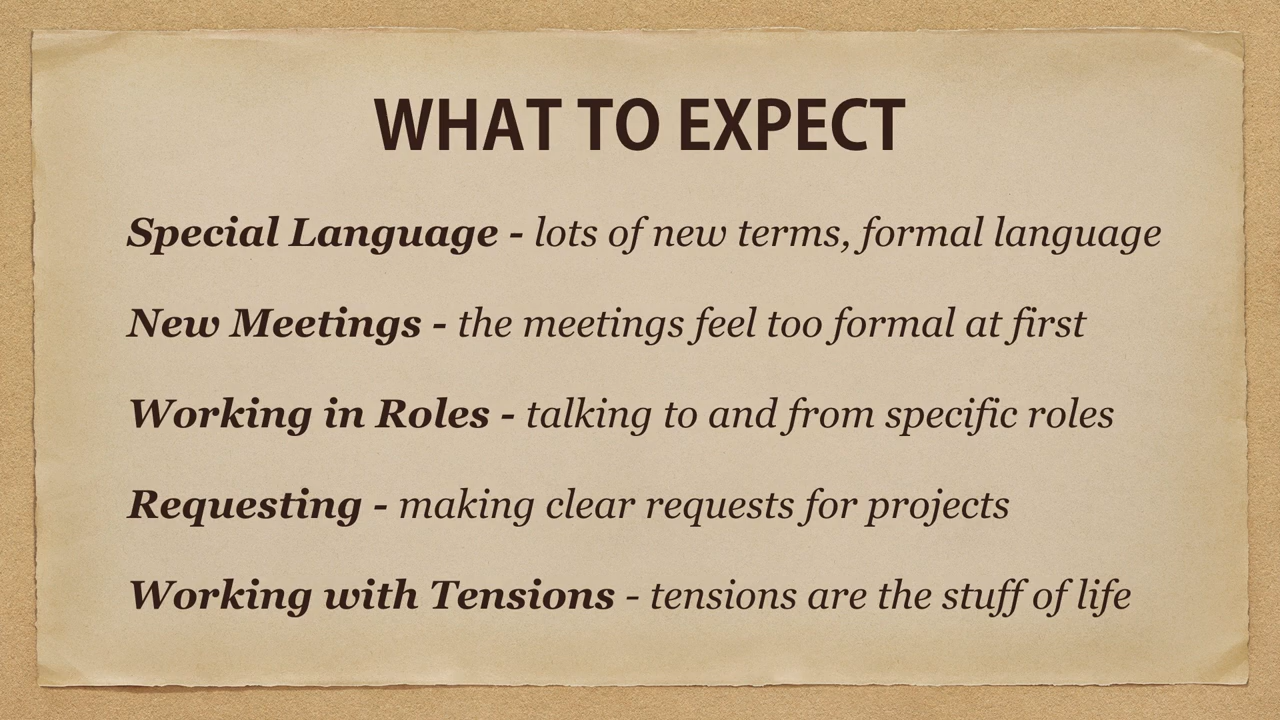 WHAT TO EXPECT
Special Language - lots of new terms, formal language
New Meetings - the meetings feel too formal at first
Working in Roles - talking to and from specific roles
Requesting - making clear requests for projects
Working with Tensions - tensions are the stuff of life